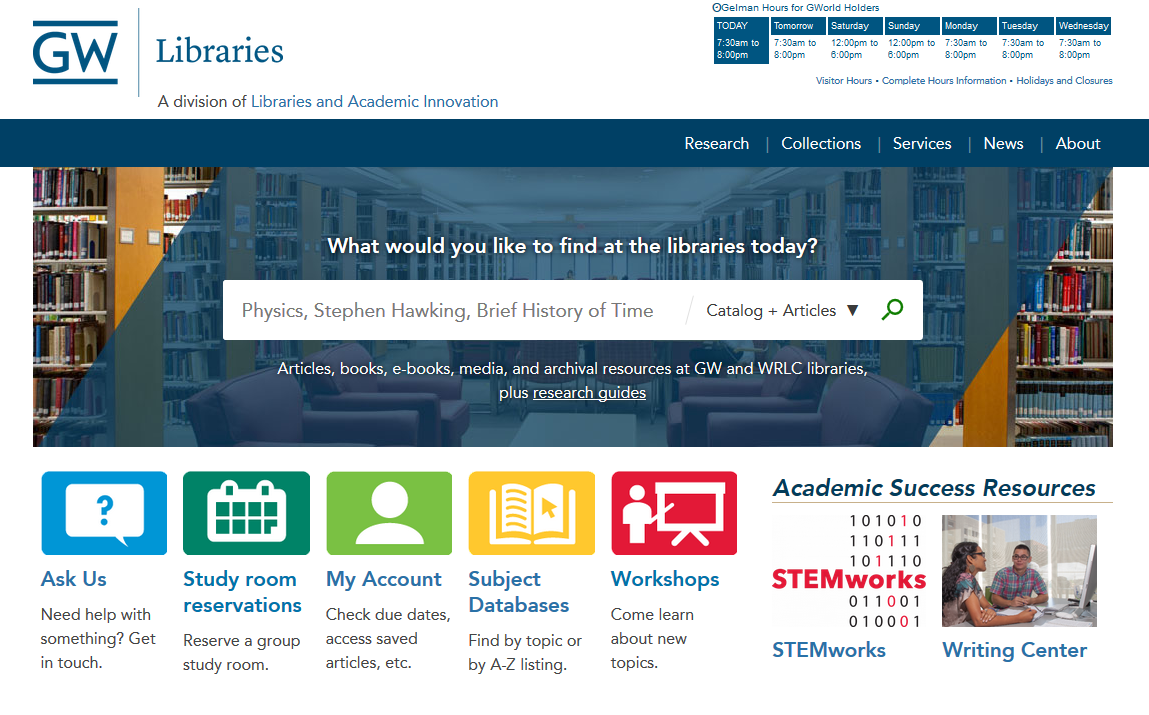 GW
Libraries
A division of Libraries and Academic Innovation
Gelman Hours for GWorld Holders
TODAY Tomorrow Saturday Sunday Monday Tuesday Wednesday
7:30am to 7:30am to 12:00pm to 12:00pm to 7:30am to 7:30am to 7:30am to
8:00pm 8:00pm 6:00pm 6:00pm 8:00pm 8:00pm 8:00pm
Visitor Hours • Complete Hours Information • Holidays and Closures
Research | Collections | Services | News | About
What would you like to find at the libraries today?
Physics, Stephen Hawking, Brief History of Time
Catalog + Articles ▼
Articles, books, e-books, media, and archival resources at GW and WRLC libraries,
plus research guides
?
Ask Us
Need help with
something? Get
in touch.
Study room
reservations
Reserve a group
study room.
My Account
Check due dates,
access saved
articles, etc.
Subject
Databases
Find by topic or
by A-Z listing.
Workshops
Come learn
about new
topics.
Academic Success Resources
101010
110111
101110
STEMworks
011001
010001
STEMworks
Writing Center